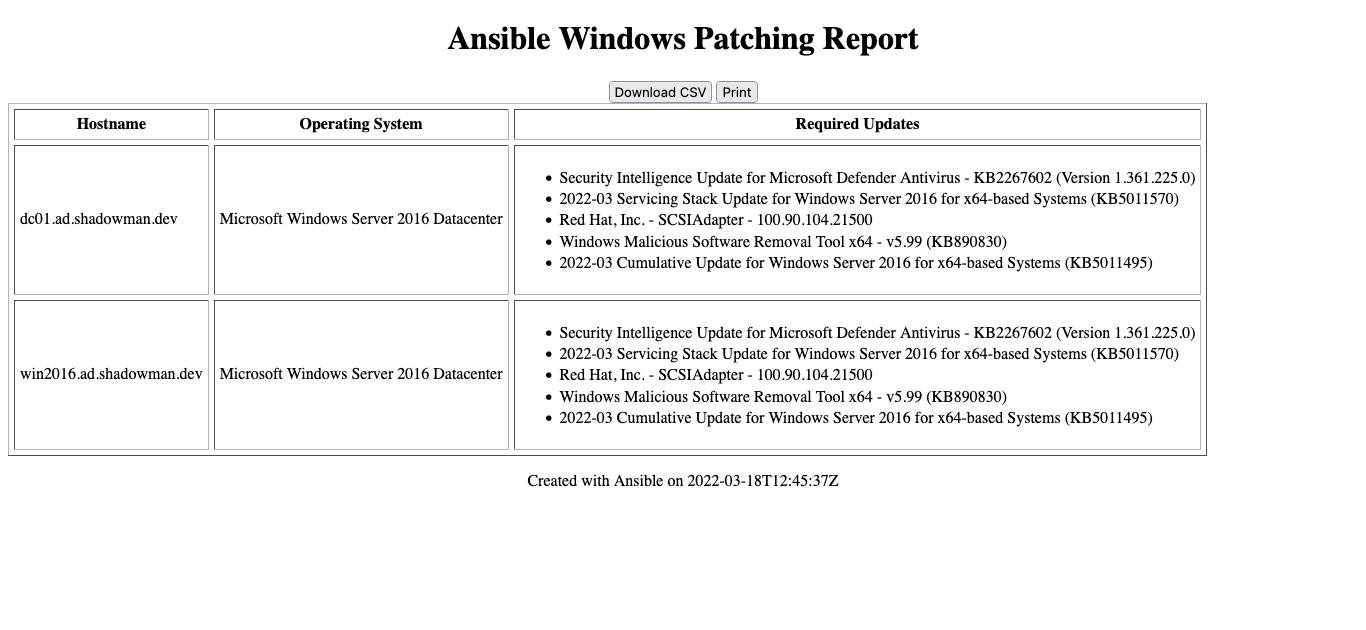 Ansible Windows Patching Report
Download CSV Print
Hostname Operating System Required Updates
dc01.ad.shadowman.dev Microsoft Windows Server 2016 Datacenter
Security Intelligence Update for Microsoft Defender Antivirus - KB2267602 (Version 1.361.225.0)
2022-03 Servicing Stack Update for Windows Server 2016 for x64-based Systems (KB5011570)
Red Hat, Inc. - SCSIAdapter - 100.90.104.21500
Windows Malicious Software Removal Tool x64 - v5.99 (KB890830)
2022-03 Cumulative Update for Windows Server 2016 for x64-based Systems (KB5011495)
win2016.ad.shadowman.dev Microsoft Windows Server 2016 Datacenter
Security Intelligence Update for Microsoft Defender Antivirus - KB2267602 (Version 1.361.225.0)
2022-03 Servicing Stack Update for Windows Server 2016 for x64-based Systems (KB5011570)
Red Hat, Inc. - SCSIAdapter - 100.90.104.21500
Windows Malicious Software Removal Tool x64 - v5.99 (KB890830)
2022-03 Cumulative Update for Windows Server 2016 for x64-based Systems (KB5011495)
Created with Ansible on 2022-03-18T12:45:37Z